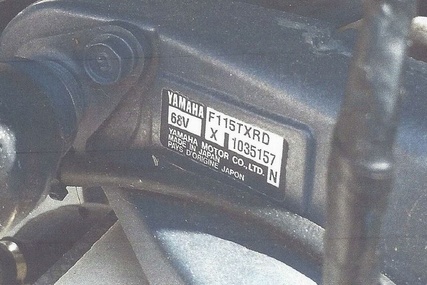 YAMAHA F115TXRD
68V X 1035157
YAMAHA MOTOR CO.,LTD. N
MADE IN JAPAN
PAYS D'ORIGINE JAPON